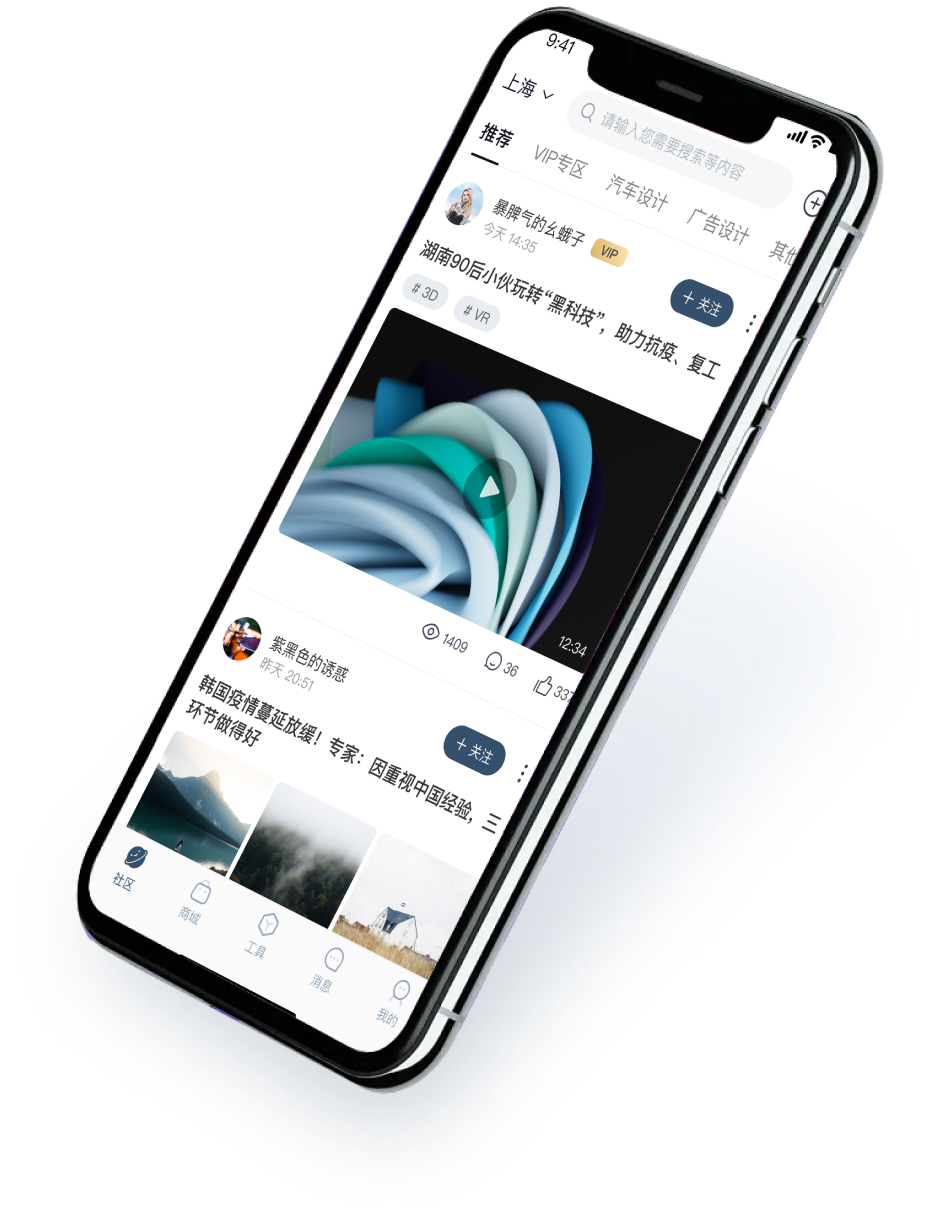 9:41
上海
请输入您需要搜索等内容
推荐
VIP专区
汽车设计
广告设计
其他
暴脾气的幺蛾子
VIP
今天 14:35
+ 关注
湖南90后小伙玩转“黑科技”，助力抗疫、复工
# 3D
# VR
12:34
1409
36
337
紫黑色的诱惑
昨天 20:51
+ 关注
韩国疫情蔓延放缓！专家：因重视中国经验，三
环节做得好
社区
商城
工具
消息
我的